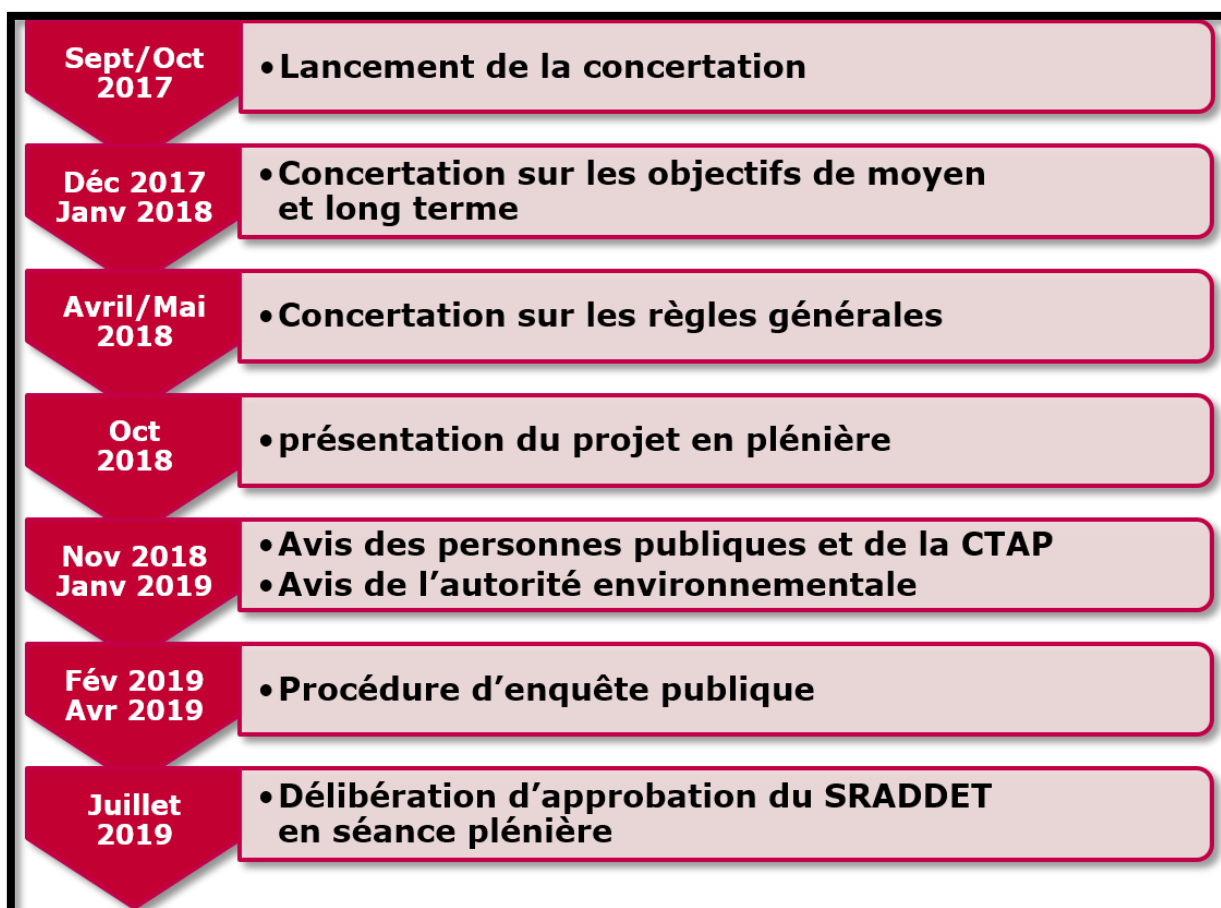 Sept/Oct
2017
•Lancement de la concertation
Déc 2017
Janv 2018
•Concertation sur les objectifs de moyen
et long terme
Avril/Mai
2018
•Concertation sur les règles générales
Oct
2018
•présentation du projet en plénière
Nov 2018
Janv 2019
•Avis des personnes publiques et de la CTAP
•Avis de l’autorité environnementale
Fév 2019
Avr 2019
•Procédure d’enquête publique
Juillet
2019
•Délibération d’approbation du SRADDET
en séance plénière